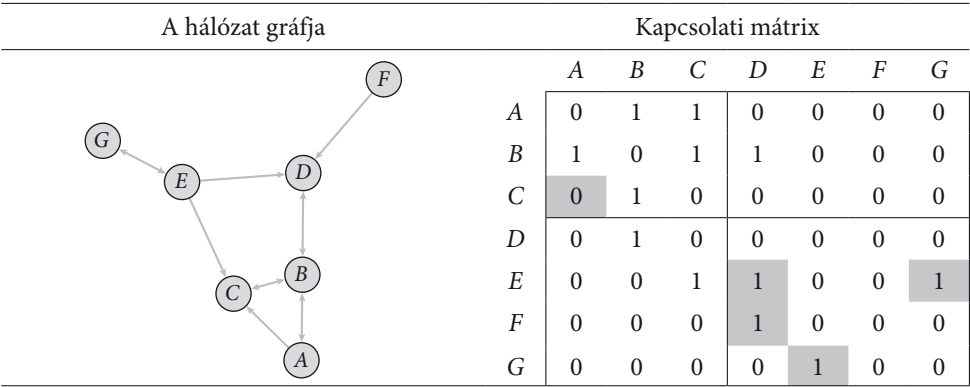 A hálózat gráfja
Kapcsolati mátrix
F
G
E
D
C
B
A
A B C D E F G
A 0 1 1 0 0 0 0
B 1 0 1 1 0 0 0
C 0 1 0 0 0 0 0
D 0 1 0 0 0 0 0
E 0 0 1 1 0 0 1
F 0 0 0 1 0 0 0
G 0 0 0 0 1 0 0